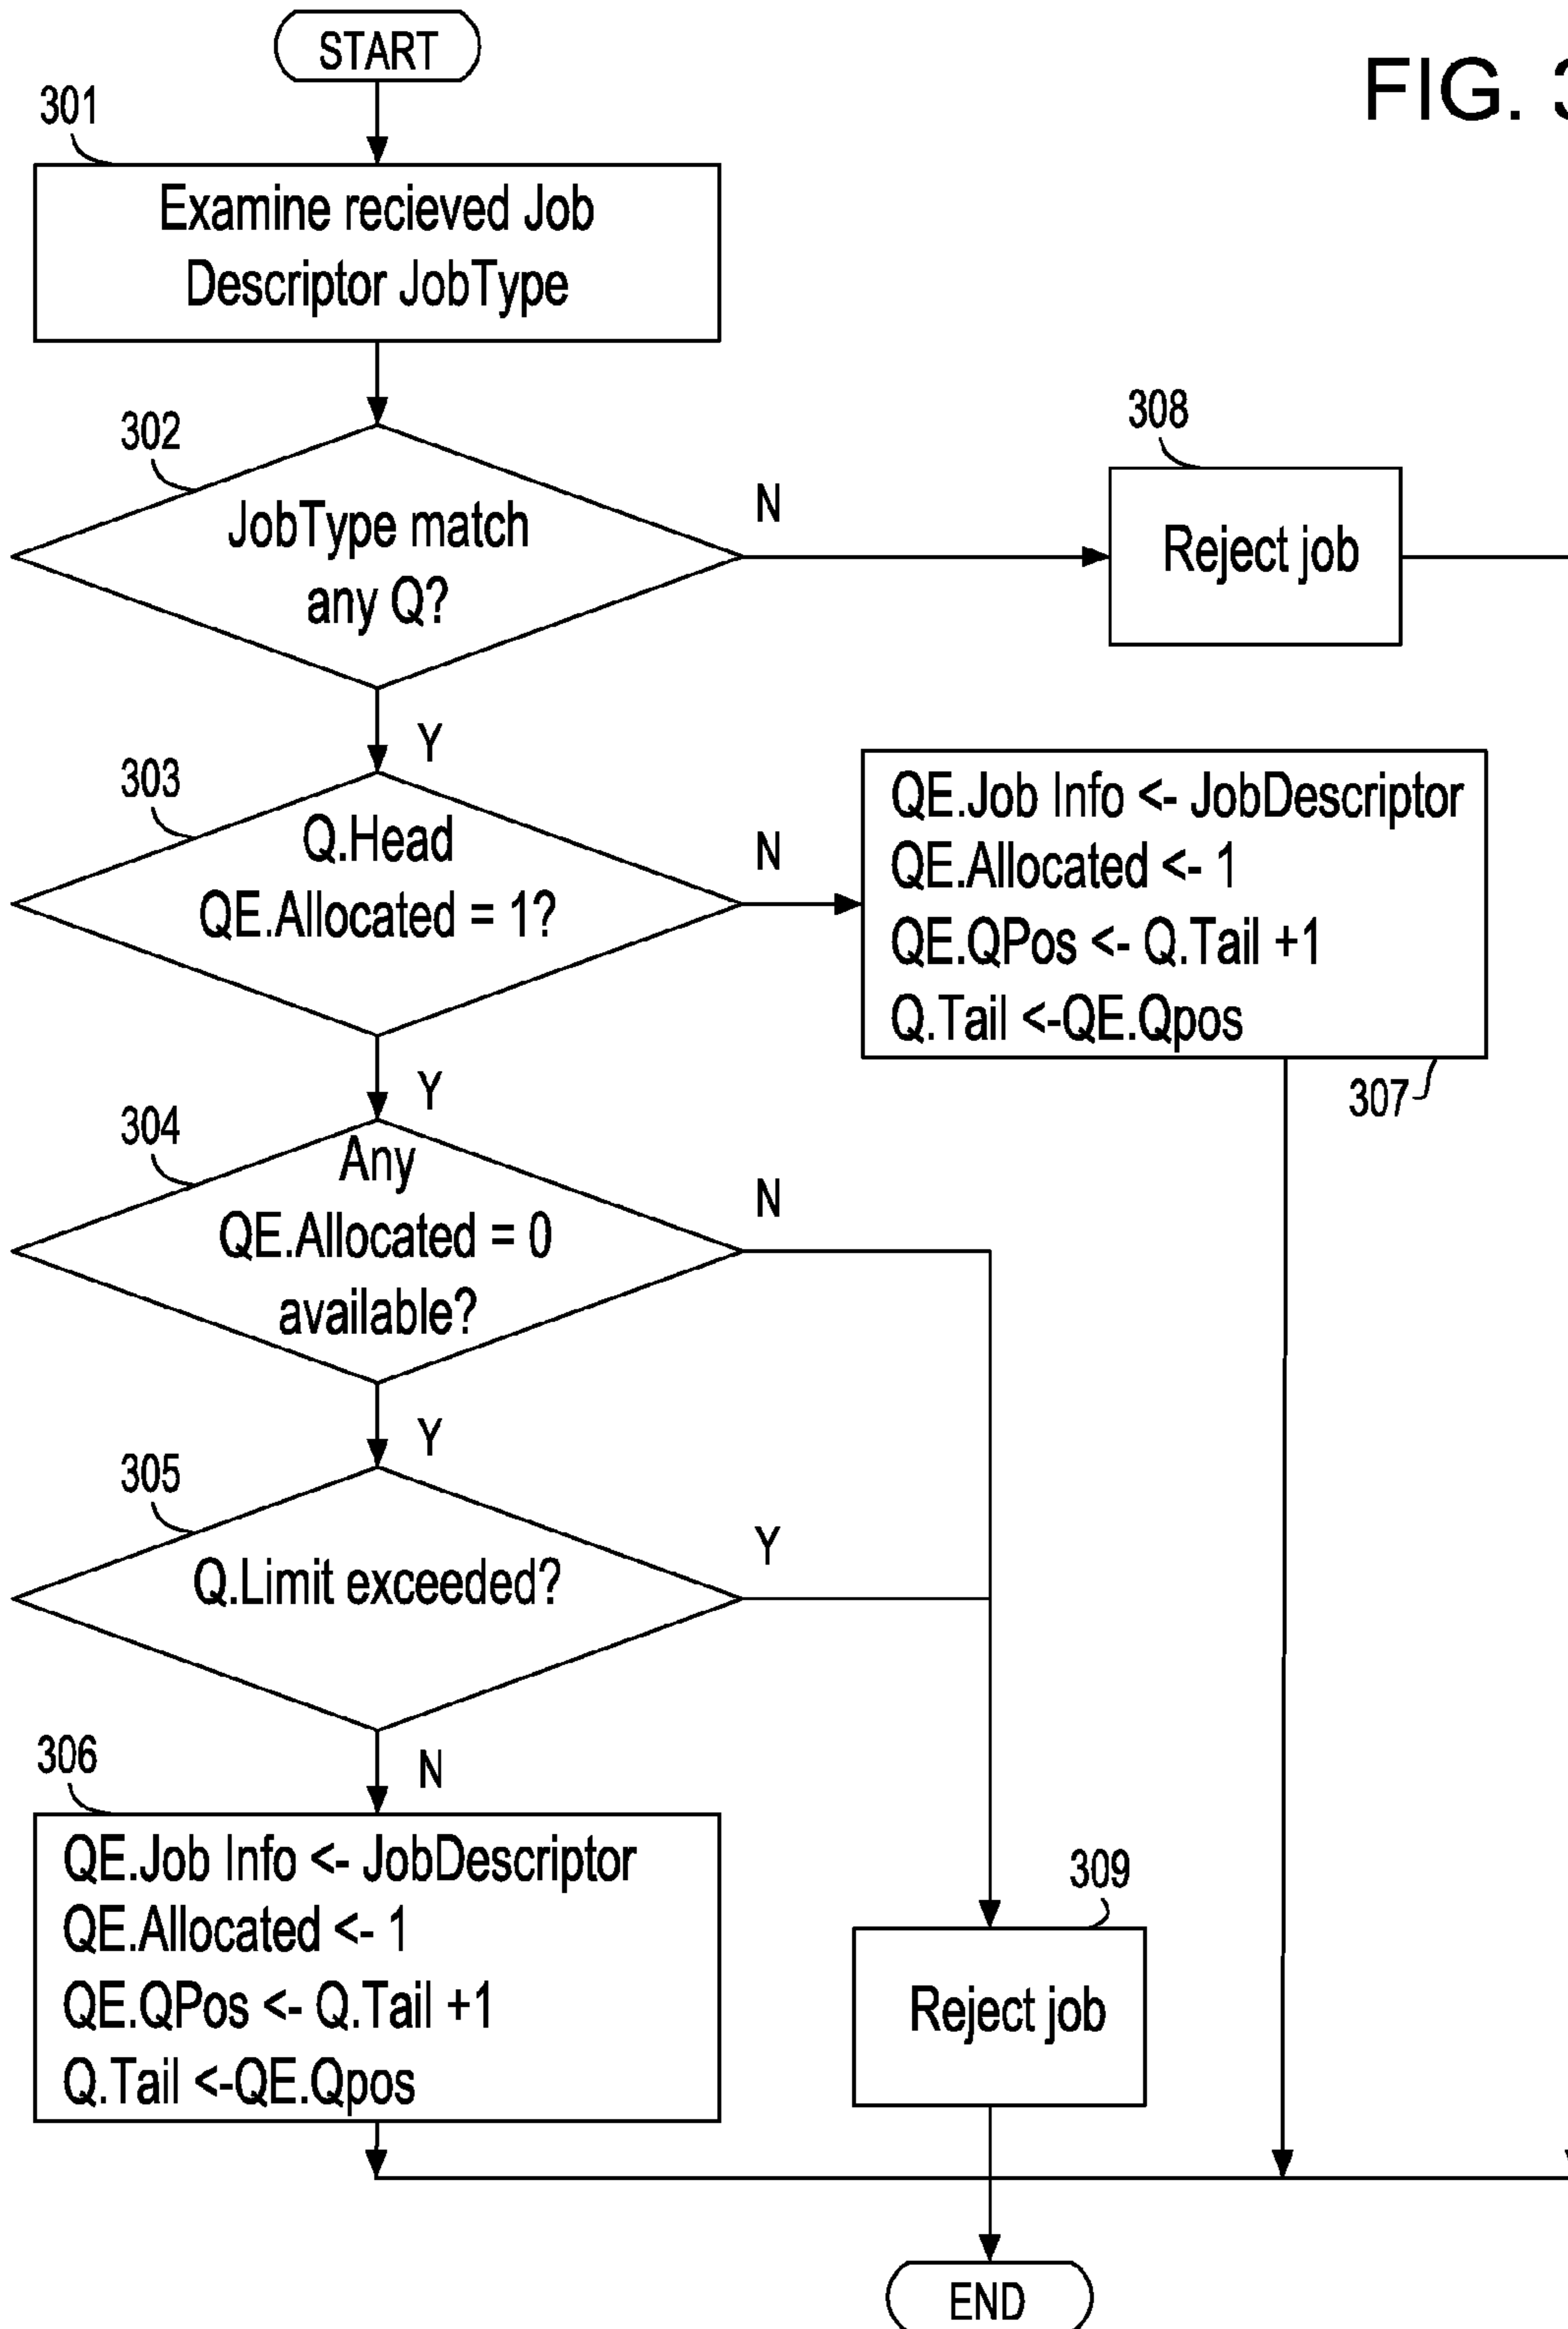 START
FIG. 3
301
Examine recieved Job
Descriptor JobType
302
JobType match
any Q?
N
308
Reject job
Y
303
Q.Head
QE.Allocated = 1?
N
QE.Job Info <- JobDescriptor
QE.Allocated <- 1
QE.QPos <- Q.Tail +1
Q.Tail <-QE.Qpos
307
Y
304
Any
QE.Allocated = 0
available?
N
Y
305
Q.Limit exceeded?
Y
N
306
QE.Job Info <- JobDescriptor
QE.Allocated <- 1
QE.QPos <- Q.Tail +1
Q.Tail <-QE.Qpos
309
Reject job
END